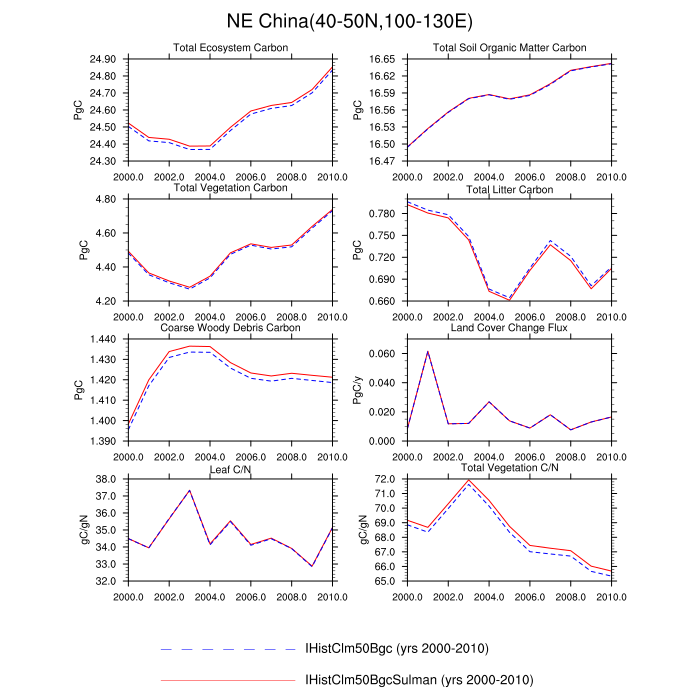 NE China(40-50N,100-130E)
Total Ecosystem Carbon
PgC
24.90
24.80
24.70
24.60
24.50
24.40
24.30
2000.0 2002.0 2004.0 2006.0 2008.0 2010.0
Total Soil Organic Matter Carbon
PgC
16.65
16.62
16.59
16.56
16.53
16.50
16.47
2000.0 2002.0 2004.0 2006.0 2008.0 2010.0
Total Vegetation Carbon
PgC
4.80
4.60
4.40
4.20
2000.0 2002.0 2004.0 2006.0 2008.0 2010.0
Total Litter Carbon
PgC
0.780
0.750
0.720
0.690
0.660
2000.0 2002.0 2004.0 2006.0 2008.0 2010.0
Coarse Woody Debris Carbon
PgC
1.440
1.430
1.420
1.410
1.400
1.390
2000.0 2002.0 2004.0 2006.0 2008.0 2010.0
Land Cover Change Flux
PgC/y
0.060
0.040
0.020
0.000
2000.0 2002.0 2004.0 2006.0 2008.0 2010.0
Leaf C/N
gC/gN
38.0
37.0
36.0
35.0
34.0
33.0
32.0
2000.0 2002.0 2004.0 2006.0 2008.0 2010.0
Total Vegetation C/N
gC/gN
72.0
71.0
70.0
69.0
68.0
67.0
66.0
65.0
2000.0 2002.0 2004.0 2006.0 2008.0 2010.0
IHistClm50Bgc (yrs 2000-2010)
IHistClm50BgcSulman (yrs 2000-2010)